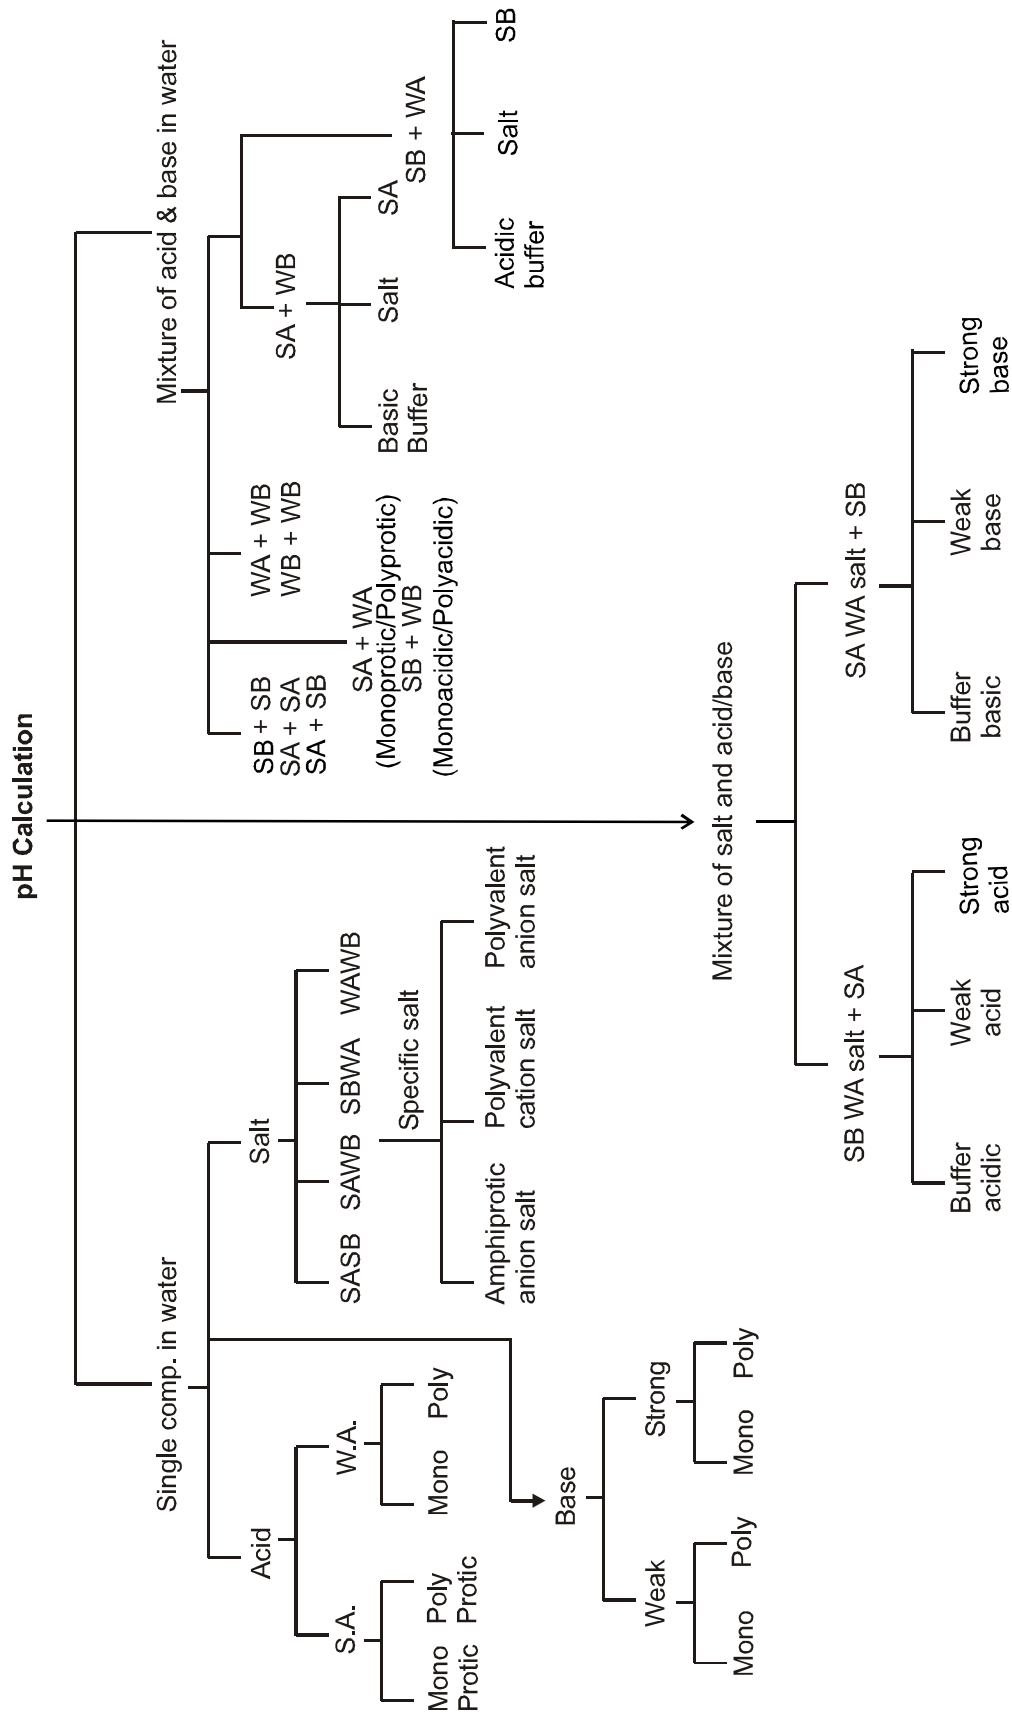 pH Calculation
Single comp. in water
Acid
S.A.
Mono
Protic
Poly
Protic
W.A.
Mono
Poly
Base
Weak
Mono
Poly
Strong
Mono
Poly
Salt
SASB
SAWB
SBWA
WAWB
Specific salt
Amphiprotic
anion salt
Polyvalent
cation salt
Polyvalent
anion salt
Mixture of acid & base in water
SB + SB
SA + SA
SA + SB
SA + WA
(Monoprotic/Polyprotic)
SB + WB
(Monoacidic/Polyacidic)
WA + WB
WB + WB
SA + WB
Basic
Buffer
Salt
SA
SB + WA
Acidic
buffer
Salt
SB
Mixture of salt and acid/base
SB WA salt + SA
Buffer
acidic
Weak
acid
Strong
acid
SA WA salt + SB
Buffer
basic
Weak
base
Strong
base